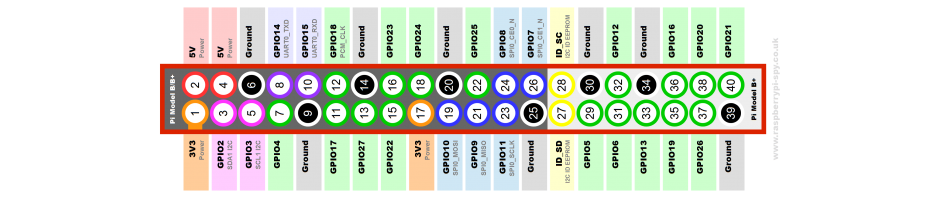 5V
Power
5V
Power
Ground
GPIO14
UART0_TXD
GPIO15
UART0_RXD
GPIO18
PCM_CLK
Ground
GPIO23
GPIO24
Ground
GPIO25
GPIO8
SPI0_CE0_N
GPIO7
SPI0_CE1_N
ID SC
I2C ID EEPROM
Ground
GPIO12
Ground
GPIO16
GPIO20
GPIO21
Pi Model B/B+
2 4 6 8 10 12 14 16 18 20 22 24 26 28 30 32 34 36 38 40
1 3 5 7 9 11 13 15 17 19 21 23 25 27 29 31 33 35 37 39
Pi Model B+
3V3
Power
GPIO2
SDA1 I2C
GPIO3
SCL1 I2C
GPIO4
Ground
GPIO17
GPIO27
GPIO22
3V3
Power
GPIO10
SPI0_MOSI
GPIO9
SPI0_MISO
GPIO11
SPI0_SCLK
Ground
ID SD
I2C ID EEPROM
GPIO5
GPIO6
GPIO13
GPIO19
GPIO26
Ground
www.raspberrypi-spy.co.uk